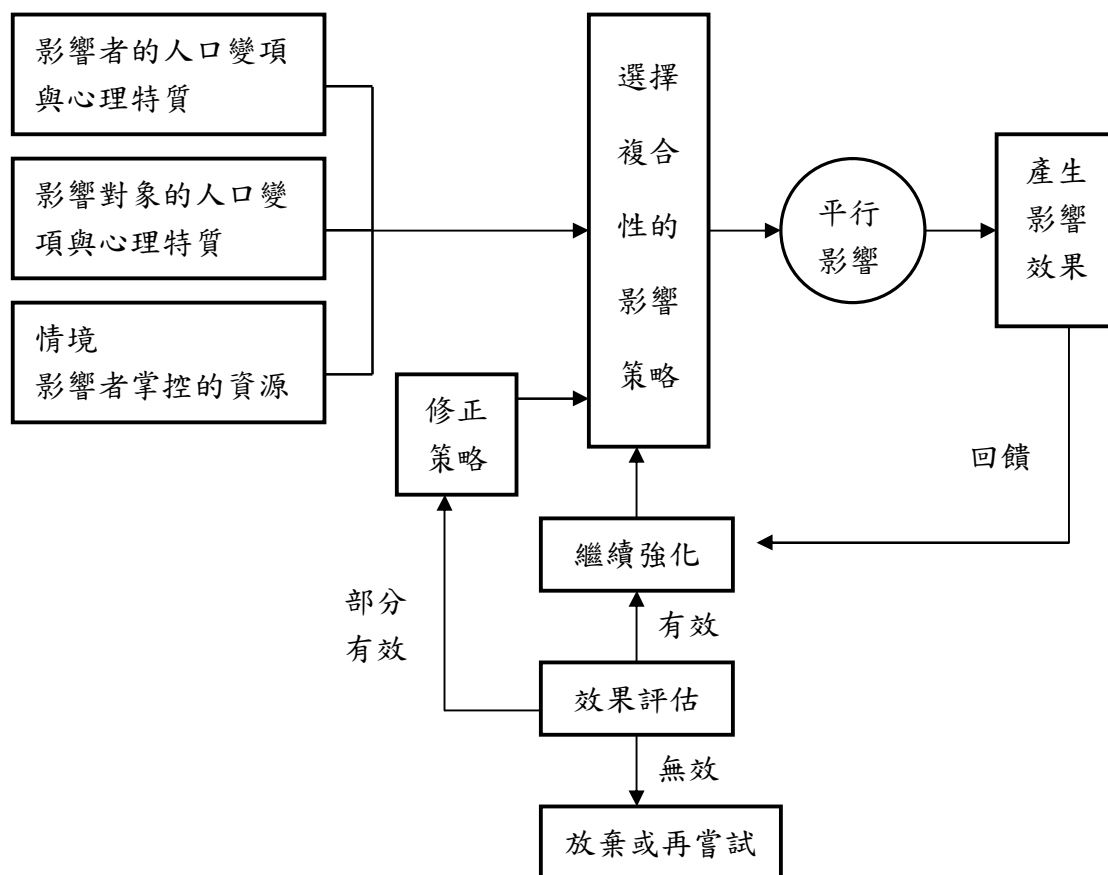 影響者的人口變項
與心理特質
影響對象的人口變
項與心理特質
情境
影響者掌控的資源
選擇
複合
性的
影響
策略
平行
影響
產生
影響
效果
修正
策略
回饋
繼續強化
部分
有效
有效
效果評估
無效
放棄或再嘗試